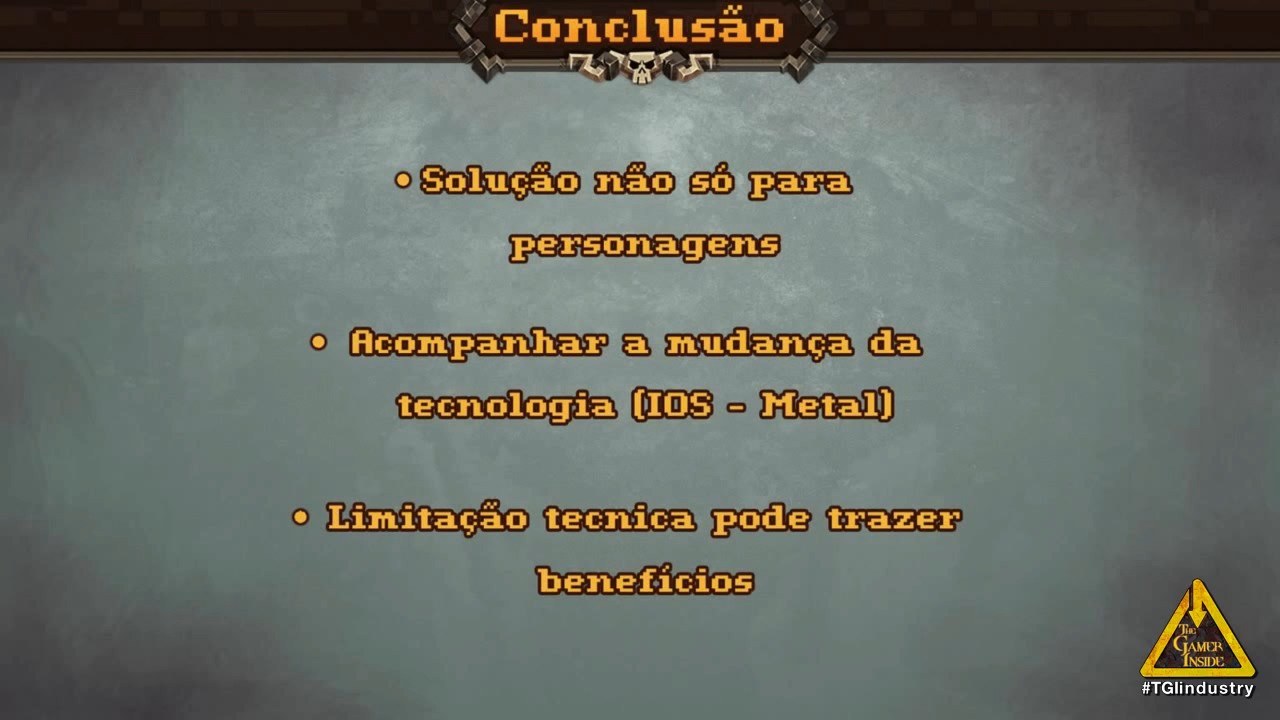 Conclusão
• Solução não só para
personagens
• Acompanhar a mudança da
tecnologia (IOS - Metal)
• Limitação tecnica pode trazer
benefícios
THE
GAMER
INSIDE
#TGIindustry